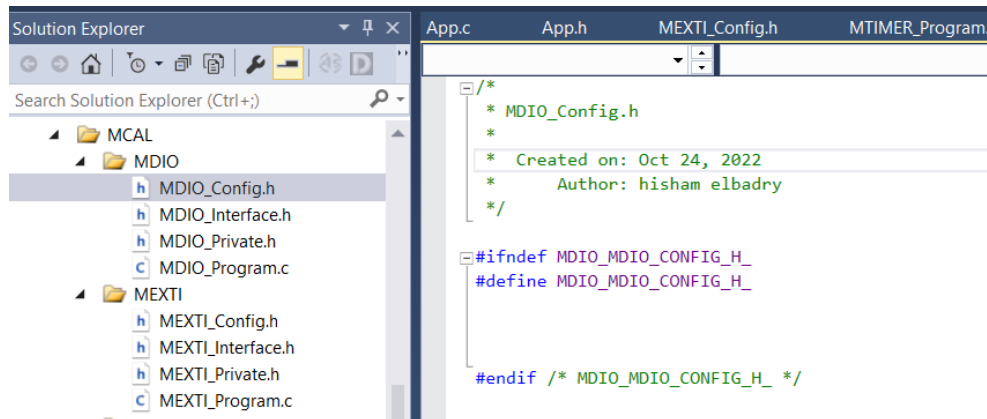 Solution Explorer
Search Solution Explorer (Ctrl+;)
MCAL
MDIO
h MDIO_Config.h
h MDIO_Interface.h
h MDIO_Private.h
c MDIO_Program.c
MEXTI
h MEXTI_Config.h
h MEXTI_Interface.h
h MEXTI_Private.h
c MEXTI_Program.c
App.c App.h MEXTI_Config.h MTIMER_Program.
/*
* MDIO_Config.h
*
* Created on: Oct 24, 2022
* Author: hisham elbadry
*/
#ifndef MDIO_MDIO_CONFIG_H_
#define MDIO_MDIO_CONFIG_H_
#endif /* MDIO_MDIO_CONFIG_H_ */